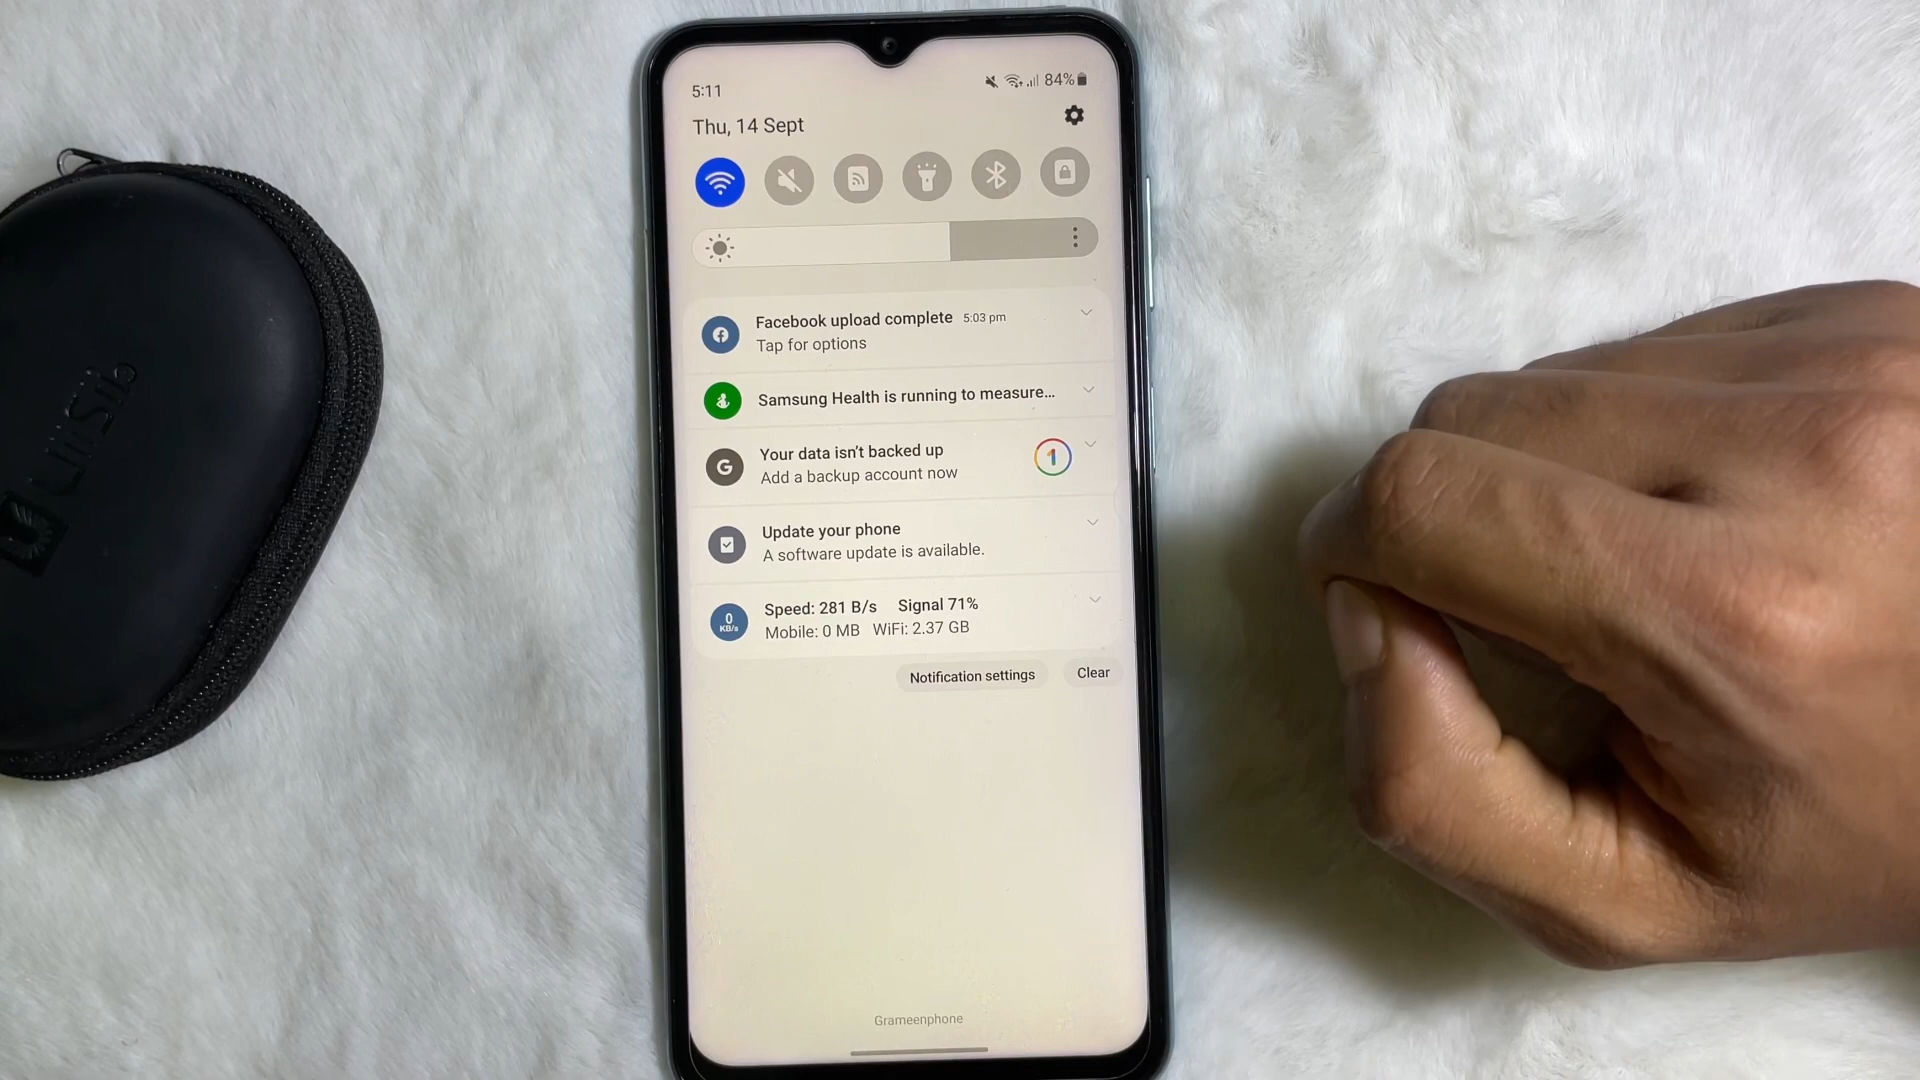 5:11
84%
Thu, 14 Sept
Facebook upload complete 5:03 pm
Tap for options
Samsung Health is running to measure...
G
Your data isn't backed up
1
Add a backup account now
Update your phone
A software update is available.
0
KB/s
Speed: 281 B/s Signal 71%
Mobile: 0 MB WiFi: 2.37 GB
Notification settings
Clear
Grameenphone